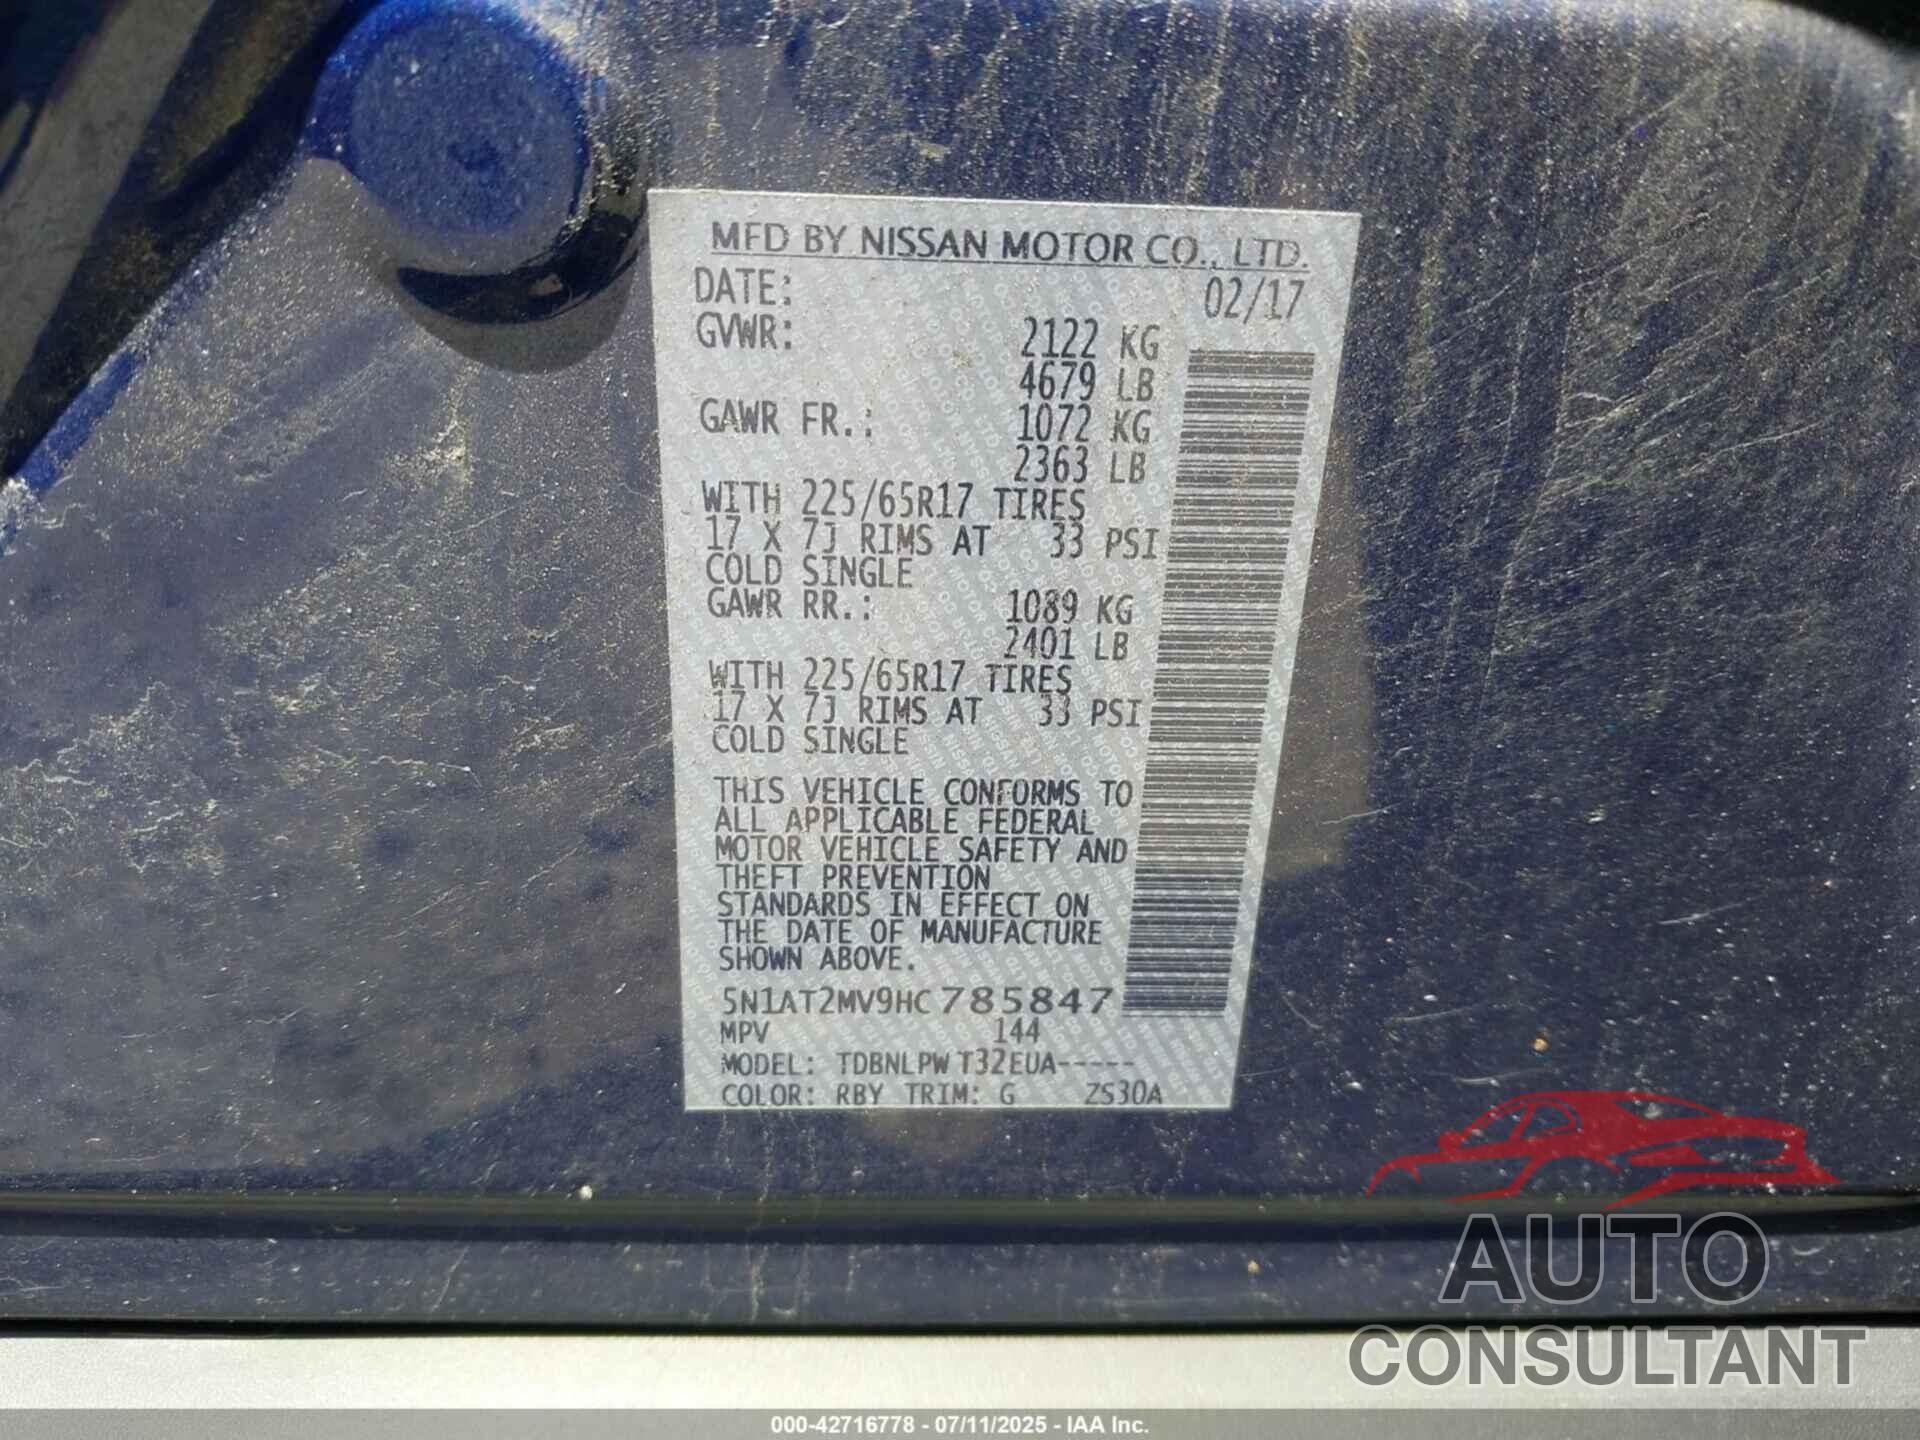 MFD BY NISSAN MOTOR CO., LTD.
DATE: 02/17
GVWR: 2122 KG
4679 LB
GAWR FR.: 1072 KG
2363 LB
WITH 225/65R17 TIRES
17 X 7J RIMS AT 33 PSI
COLD SINGLE
GAWR RR.: 1089 KG
2401 LB
WITH 225/65R17 TIRES
17 X 7J RIMS AT 33 PSI
COLD SINGLE
THIS VEHICLE CONFORMS TO
ALL APPLICABLE FEDERAL
MOTOR VEHICLE SAFETY AND
THEFT PREVENTION
STANDARDS IN EFFECT ON
THE DATE OF MANUFACTURE
SHOWN ABOVE.
5N1AT2MV9HC785847
MPV 144
MODEL: TDBNLPW T32EUA-----
COLOR: RBY TRIM: G ZS30A
AUTO
CONSULTANT
000-42716778 - 07/11/2025 - IAA Inc.